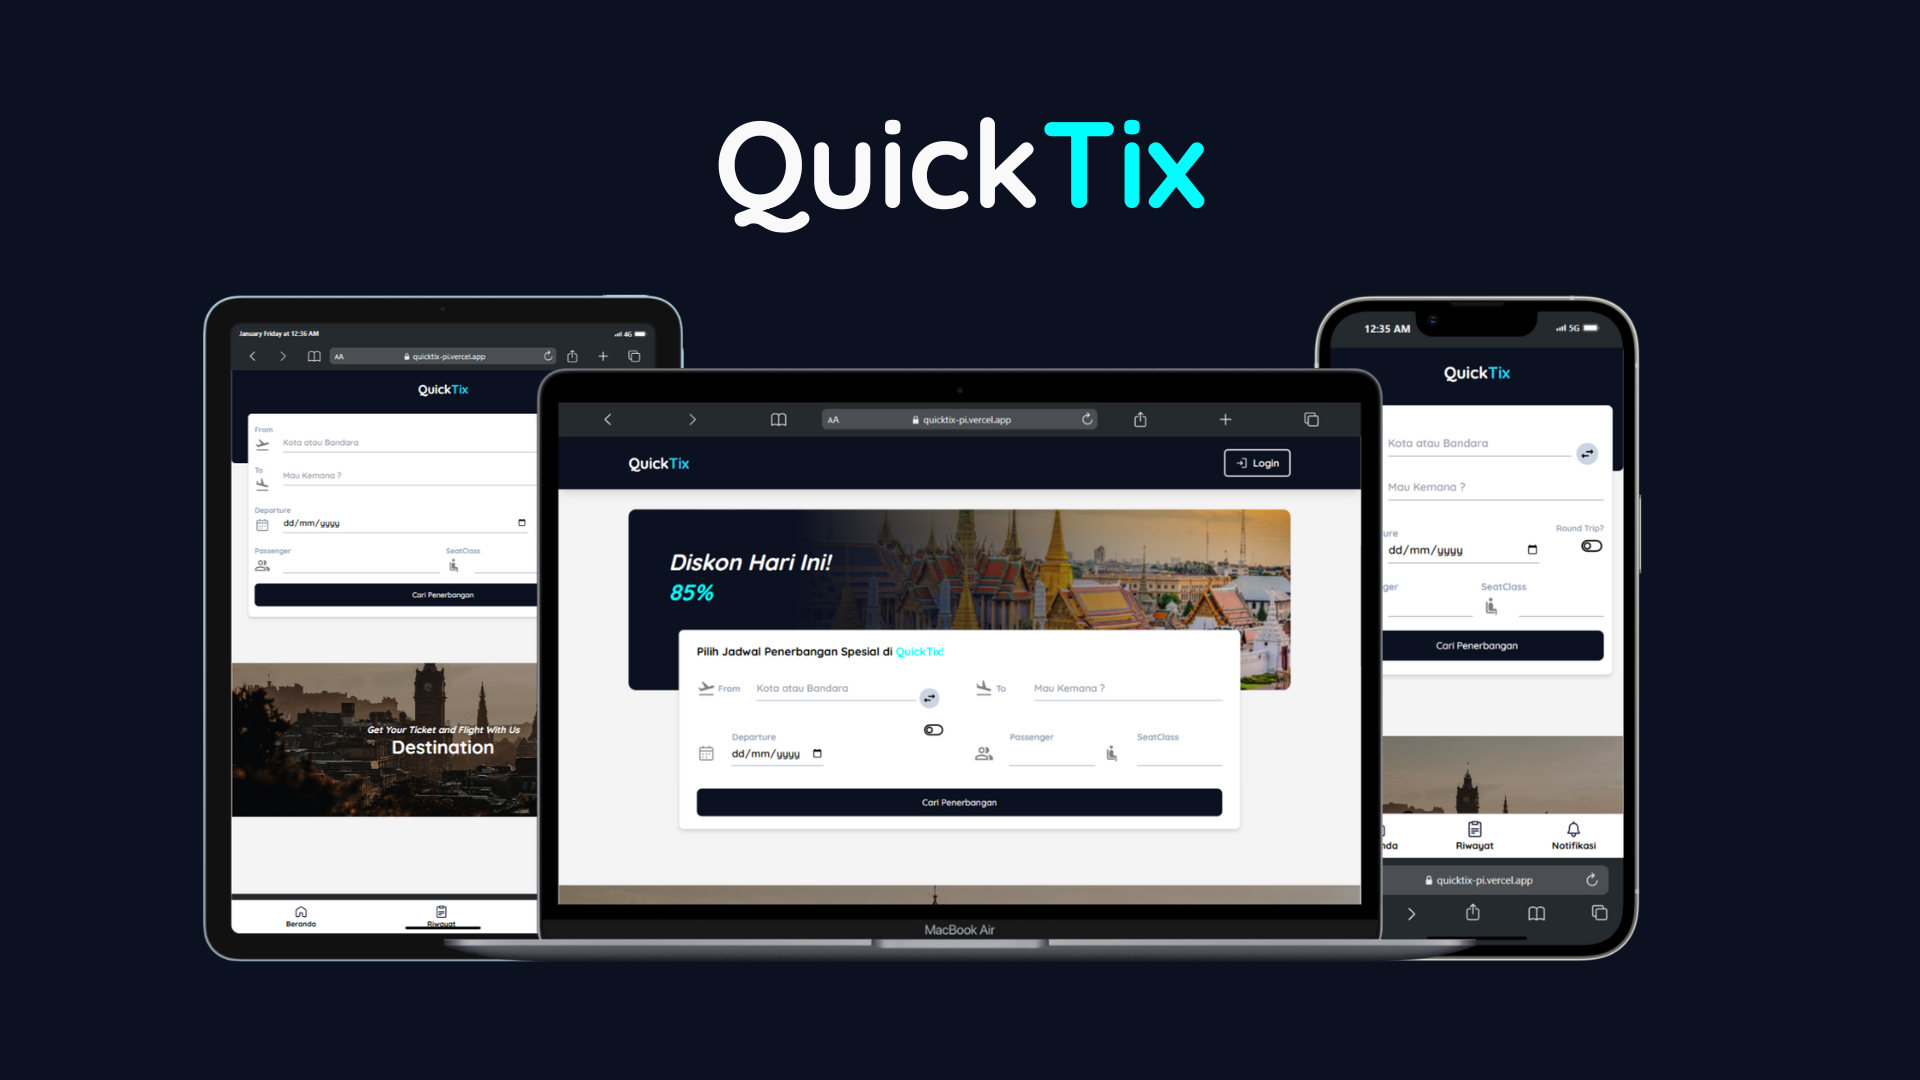 QuickTix
January Friday at 12:36 AM
4G
AA
quicktix-pi.vercel.app
QuickTix
From
Kota atau Bandara
To
Mau Kemana ?
Departure
dd/mm/yyyy
Passenger
SeatClass
Cari Penerbangan
Get Your Ticket and Flight With Us
Destination
Beranda
Riwayat
AA
quicktix-pi.vercel.app
QuickTix
Login
Diskon Hari Ini!
85%
Pilih Jadwal Penerbangan Spesial di QuickTix!
From
Kota atau Bandara
To
Mau Kemana ?
Departure
dd/mm/yyyy
Passenger
SeatClass
Cari Penerbangan
MacBook Air
12:35 AM
5G
QuickTix
Kota atau Bandara
Mau Kemana ?
Round Trip?
ure
dd/mm/yyyy
ger
SeatClass
Cari Penerbangan
nda
Riwayat
Notifikasi
quicktix-pi.vercel.app